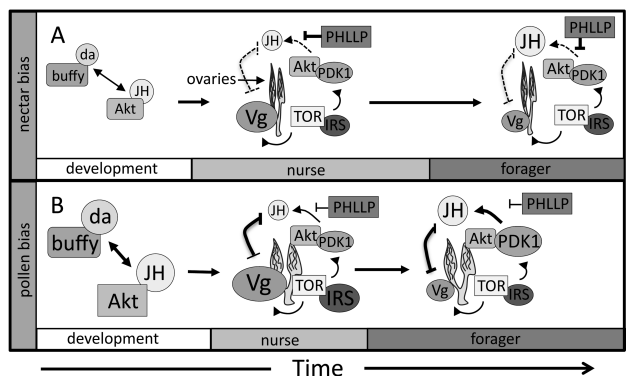 nectar bias
A
da
buffy
JH
Akt
ovaries
JH
PHLLP
Akt
PDK1
Vg
TOR
IRS
JH
PHLLP
Akt
PDK1
Vg
TOR
IRS
development
nurse
forager
pollen bias
B
da
buffy
JH
Akt
JH
PHLLP
Akt
PDK1
Vg
TOR
IRS
JH
PHLLP
Akt
PDK1
Vg
TOR
IRS
development
nurse
forager
Time